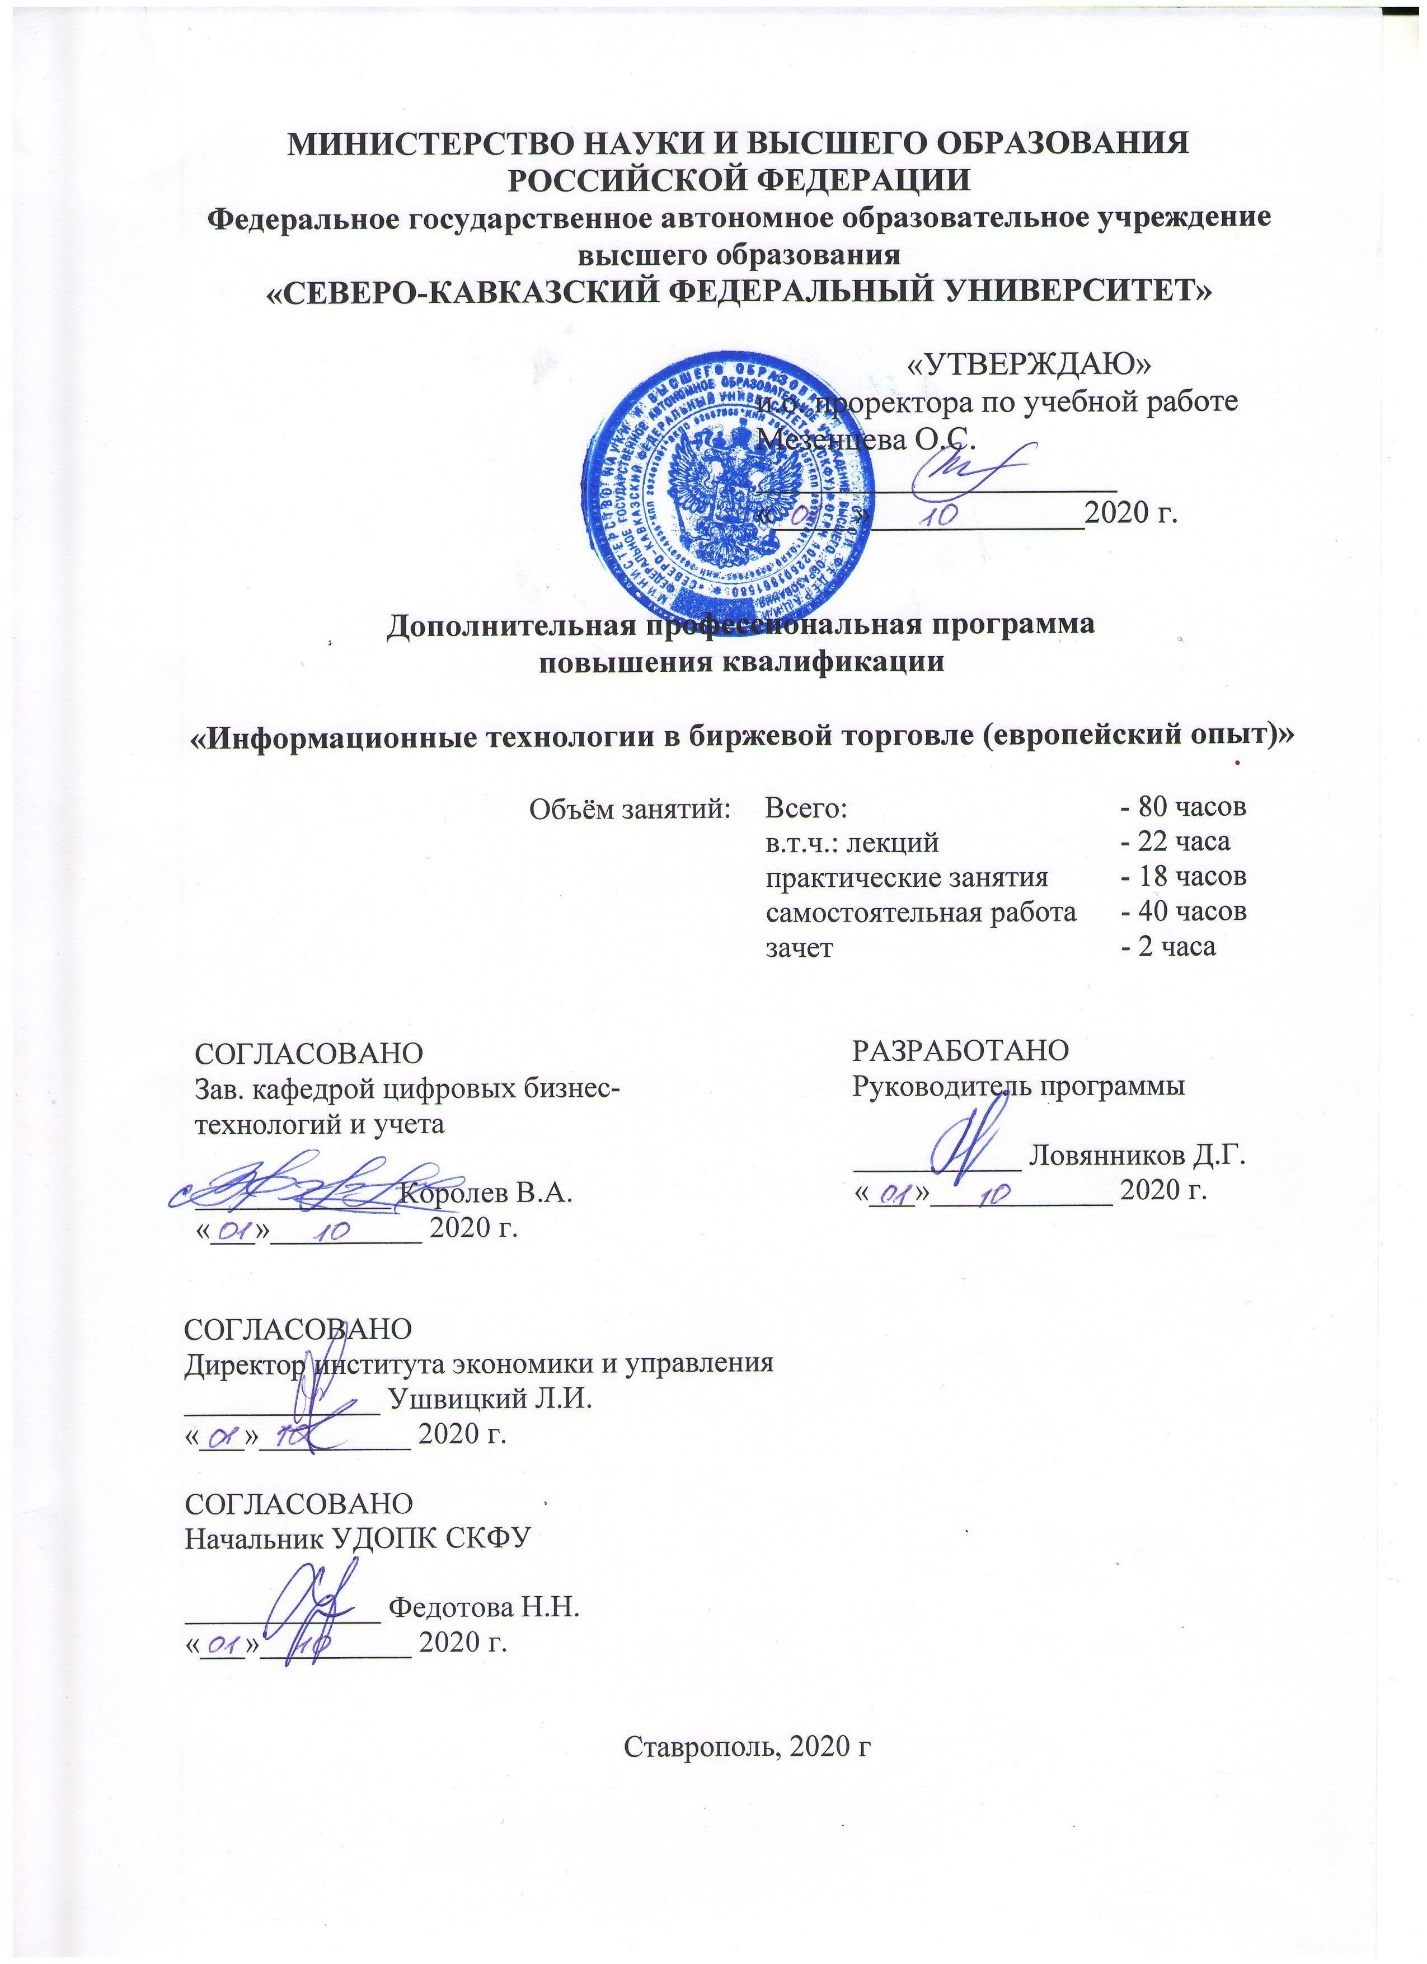 МИНИСТЕРСТВО НАУКИ И ВЫСШЕГО ОБРАЗОВАНИЯ
РОССИЙСКОЙ ФЕДЕРАЦИИ
Федеральное государственное автономное образовательное учреждение
высшего образования
«СЕВЕРО-КАВКАЗСКИЙ ФЕДЕРАЛЬНЫЙ УНИВЕРСИТЕТ»
«УТВЕРЖДАЮ»
и.о. проректора по учебной работе
Мезенцева О.С.
«01» 10 2020 г.
Дополнительная профессиональная программа
повышения квалификации
«Информационные технологии в биржевой торговле (европейский опыт)»
Объём занятий: Всего: - 80 часов
в.т.ч.: лекций - 22 часа
практические занятия - 18 часов
самостоятельная работа - 40 часов
зачет - 2 часа
СОГЛАСОВАНО
Зав. кафедрой цифровых бизнес-
технологий и учета
Королев В.А.
«01» 10 2020 г.
РАЗРАБОТАНО
Руководитель программы
Ловянников Д.Г.
«01» 10 2020 г.
СОГЛАСОВАНО
Директор института экономики и управления
Ушвицкий Л.И.
«01» 10 2020 г.
СОГЛАСОВАНО
Начальник УДОПК СКФУ
Федотова Н.Н.
«01» 10 2020 г.
Ставрополь, 2020 г